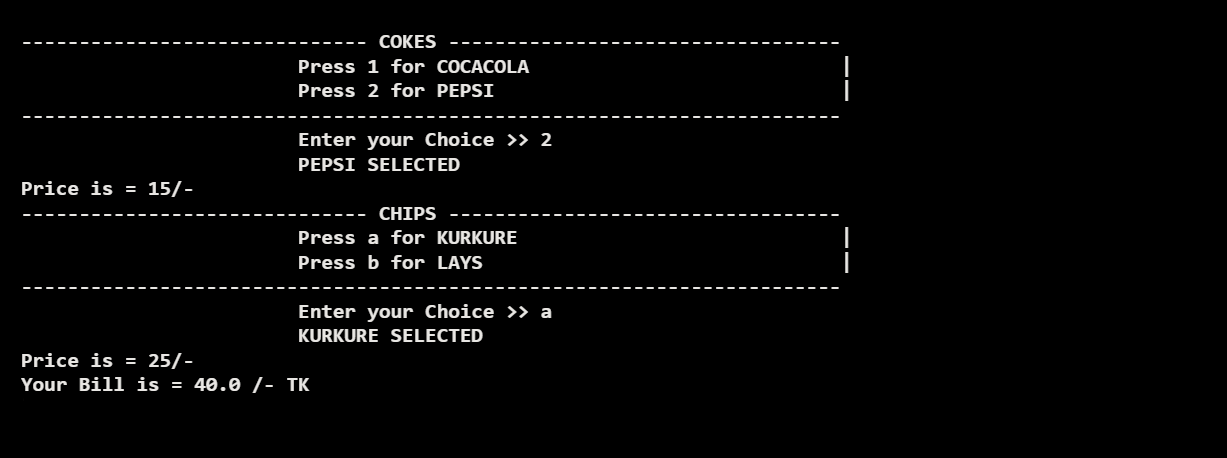 ------------------------------ COKES ----------------------------------
Press 1 for COCACOLA |
Press 2 for PEPSI |
-----------------------------------------------------------------------
Enter your Choice >> 2
PEPSI SELECTED
Price is = 15/-
------------------------------ CHIPS ----------------------------------
Press a for KURKURE |
Press b for LAYS |
-----------------------------------------------------------------------
Enter your Choice >> a
KURKURE SELECTED
Price is = 25/-
Your Bill is = 40.0 /- TK